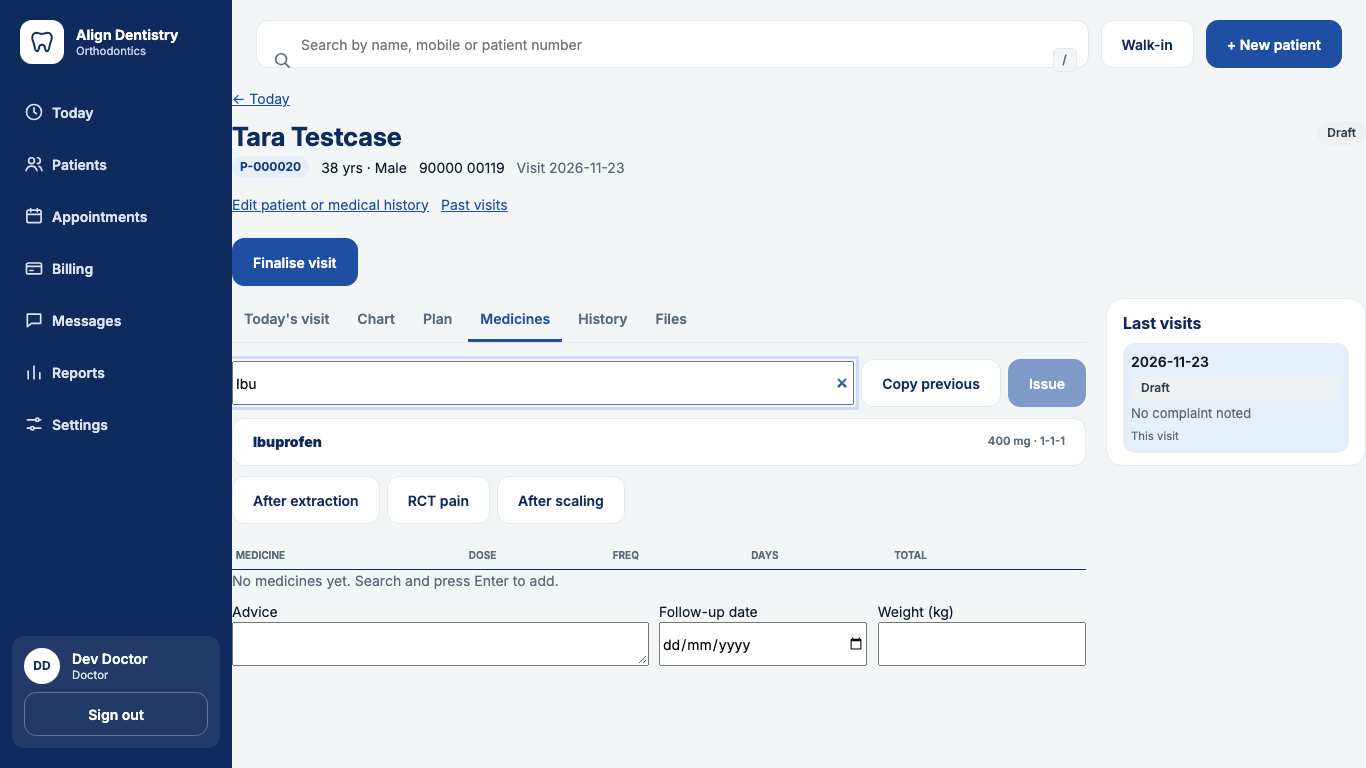 Align Dentistry
Orthodontics
Today
Patients
Appointments
Billing
Messages
Reports
Settings
DD
Dev Doctor
Doctor
Sign out
Search by name, mobile or patient number
/
Walk-in
+ New patient
← Today
Tara Testcase
Draft
P-000020 38 yrs · Male 90000 00119 Visit 2026-11-23
Edit patient or medical history Past visits
Finalise visit
Today's visit Chart Plan Medicines History Files
Ibu
Copy previous
Issue
Ibuprofen 400 mg · 1-1-1
After extraction RCT pain After scaling
MEDICINE DOSE FREQ DAYS TOTAL
No medicines yet. Search and press Enter to add.
Advice Follow-up date Weight (kg)
dd/mm/yyyy
Last visits
2026-11-23
Draft
No complaint noted
This visit